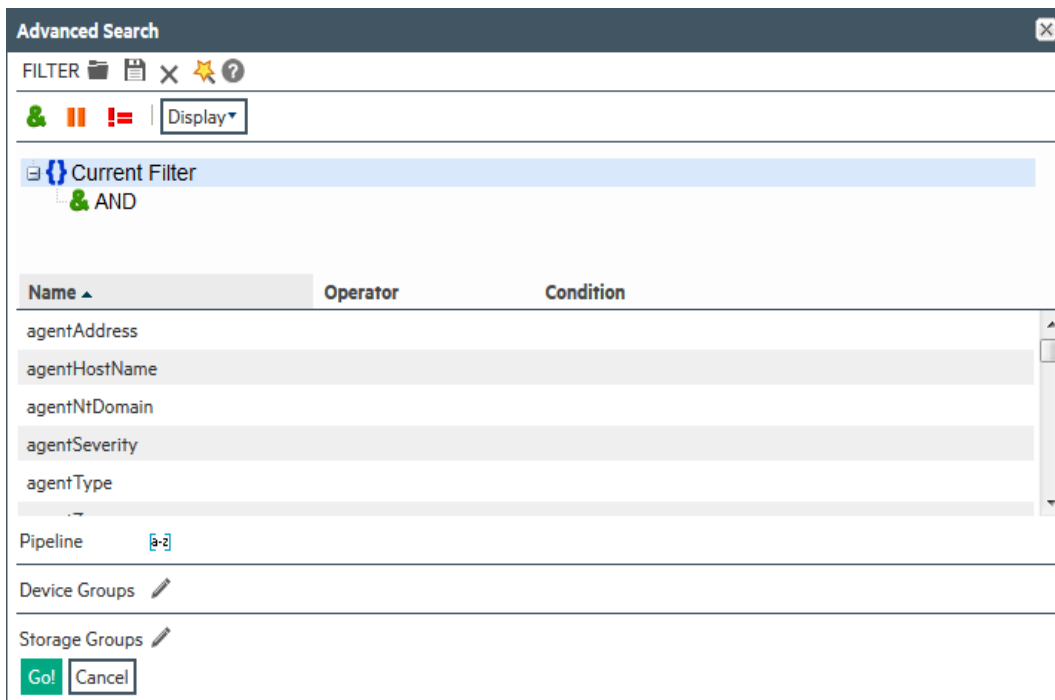 Advanced Search
FILTER
& || != Display
{} Current Filter
& AND
Name Operator Condition
agentAddress
agentHostName
agentNtDomain
agentSeverity
agentType
Pipeline [a-z]
Device Groups
Storage Groups
Go! Cancel